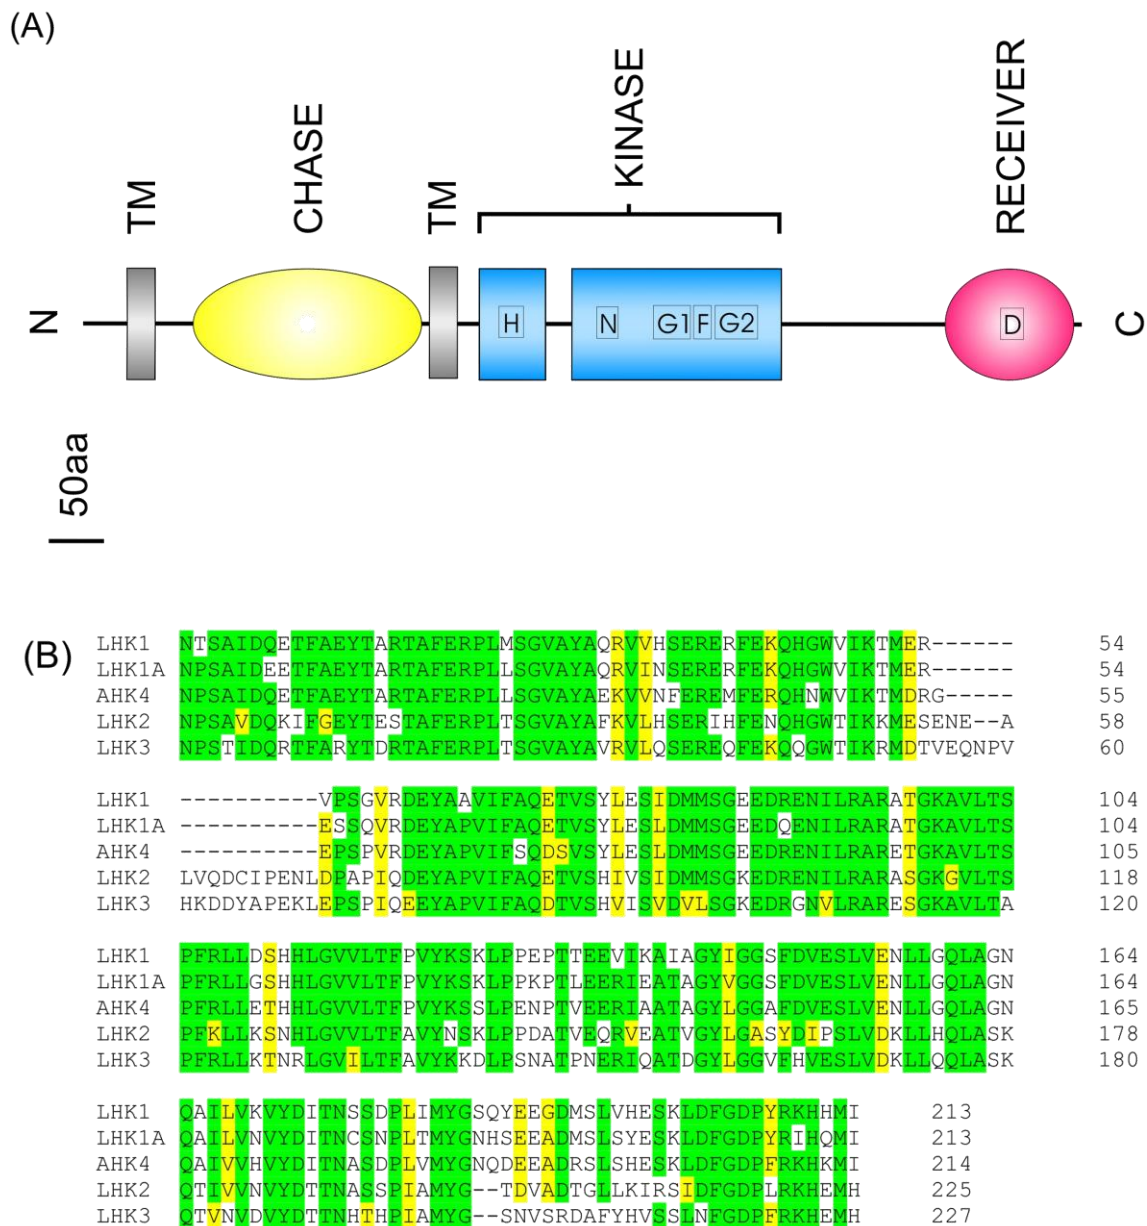 (A)
TM
CHASE
TM
KINASE
RECEIVER
N
H
N
G1
F
G2
D
C
50aa
(B)
LHK1 NTSAIDQETFAEYTARTAFERPLMSGVAYAQRVVHSERERFEKQHGWVIKTMER------ 54
LHK1A NPSAIDEETFAEYTARTAFERPLLSGVAYAQRVINSERERFEKQHGWVIKTMER------ 54
AHK4 NPSAIDQETFAEYTARTAFERPLLSGVAYAEKVVNFEREMFERQHNWVIKTMDRG----- 55
LHK2 NPSAVDQKIFGEYTESTAFERPLTSGVAYAFKVLHSERIHFENQHGWTIKKMESENE--A 58
LHK3 NPSTIDQRTFARYTDRTAFERPLTSGVAYAVRVLQSEREQFEKQQGWTIKRMDTVEQNPV 60
LHK1 ----------VPSGVRDEYAAVIFAQETVSYLESIDMMSGEEDRENILRARATGKAVLTS 104
LHK1A ----------ESSQVRDEYAPVIFAQETVSYLESLDMMSGEEDQENILRARATGKAVLTS 104
AHK4 ----------EPSPVRDEYAPVIFSQDSVSYLESLDMMSGEEDRENILRARETGKAVLTS 105
LHK2 LVQDCIPENLDPAPIQDEYAPVIFAQETVSHIVSIDMMSGKEDRENILRARASGKGVLTS 118
LHK3 HKDDYAPEKLEPSPIQEEYAPVIFAQDTVSHVISVDVLSGKEDRGNVLRARESGKAVLTA 120
LHK1 PFRLLDSHHLGVVLTFPVYKSKLPPEPTTEEVIKAIAGYIGGSFDVESLVENLLGQLAGN 164
LHK1A PFRLLGSHHLGVVLTFPVYKSKLPPKPTLEERIEATAGYVGGSFDVESLVENLLGQLAGN 164
AHK4 PFRLLETHHLGVVLTFPVYKSSLPENPTVEERIAATAGYLGGAFDVESLVENLLGQLAGN 165
LHK2 PFKLLKSNHLGVVLTFAVYNSKLPPDATVEQRVEATVGYLGASYDIPSLVDKLLHQLASK 178
LHK3 PFRLLKTNRLGVILTFAVYKKDLPSNATPNERIQATDGYLGGVFHVESLVDKLLQQLASK 180
LHK1 QAILVKVYDITNSSDPLIMYGSQYEEGDMSLVHESKLDFGDPYRKHHMI 213
LHK1A QAILVNVYDITNCSNPLTMYGNHSEEADMSLSYESKLDFGDPYRIHQMI 213
AHK4 QAIVVHVYDITNASDPLVMYGNQDEEADRSLSHESKLDFGDPFRKHKMI 214
LHK2 QTIVVNVYDTTNASSPIAMYG--TDVADTGLLKIRSIDFGDPLRKHEMH 225
LHK3 QTVNVDVYDTTNHTHPIAMYG--SNVSRDAFYHVSSLNFGDPFRKHEMH 227